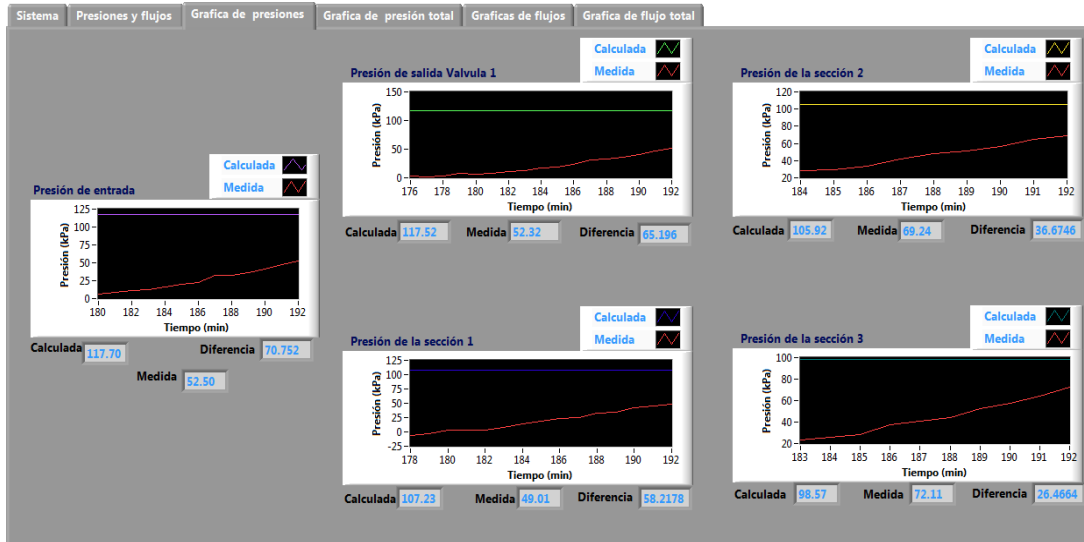 Sistema Presiones y flujos Grafica de presiones Grafica de presión total Graficas de flujos Grafica de flujo total
Presión de entrada
Calculada
Medida
Presión (kPa)
125
100
75
50
25
0
180 182 184 186 188 190 192
Tiempo (min)
Calculada 117.70
Diferencia 70.752
Medida 52.50
Presión de salida Valvula 1
Calculada
Medida
Presión (kPa)
150
100
50
0
176 178 180 182 184 186 188 190 192
Tiempo (min)
Calculada 117.52 Medida 52.32 Diferencia 65.196
Presión de la sección 1
Calculada
Medida
Presión (kPa)
125
100
75
50
25
0
-25
178 180 182 184 186 188 190 192
Tiempo (min)
Calculada 107.23 Medida 49.01 Diferencia 58.2178
Presión de la sección 2
Calculada
Medida
Presión (kPa)
120
100
80
60
40
20
184 185 186 187 188 189 190 191 192
Tiempo (min)
Calculada 105.92 Medida 69.24 Diferencia 36.6746
Presión de la sección 3
Calculada
Medida
Presión (kPa)
100
80
60
40
20
183 184 185 186 187 188 189 190 191 192
Tiempo (min)
Calculada 98.57 Medida 72.11 Diferencia 26.4664